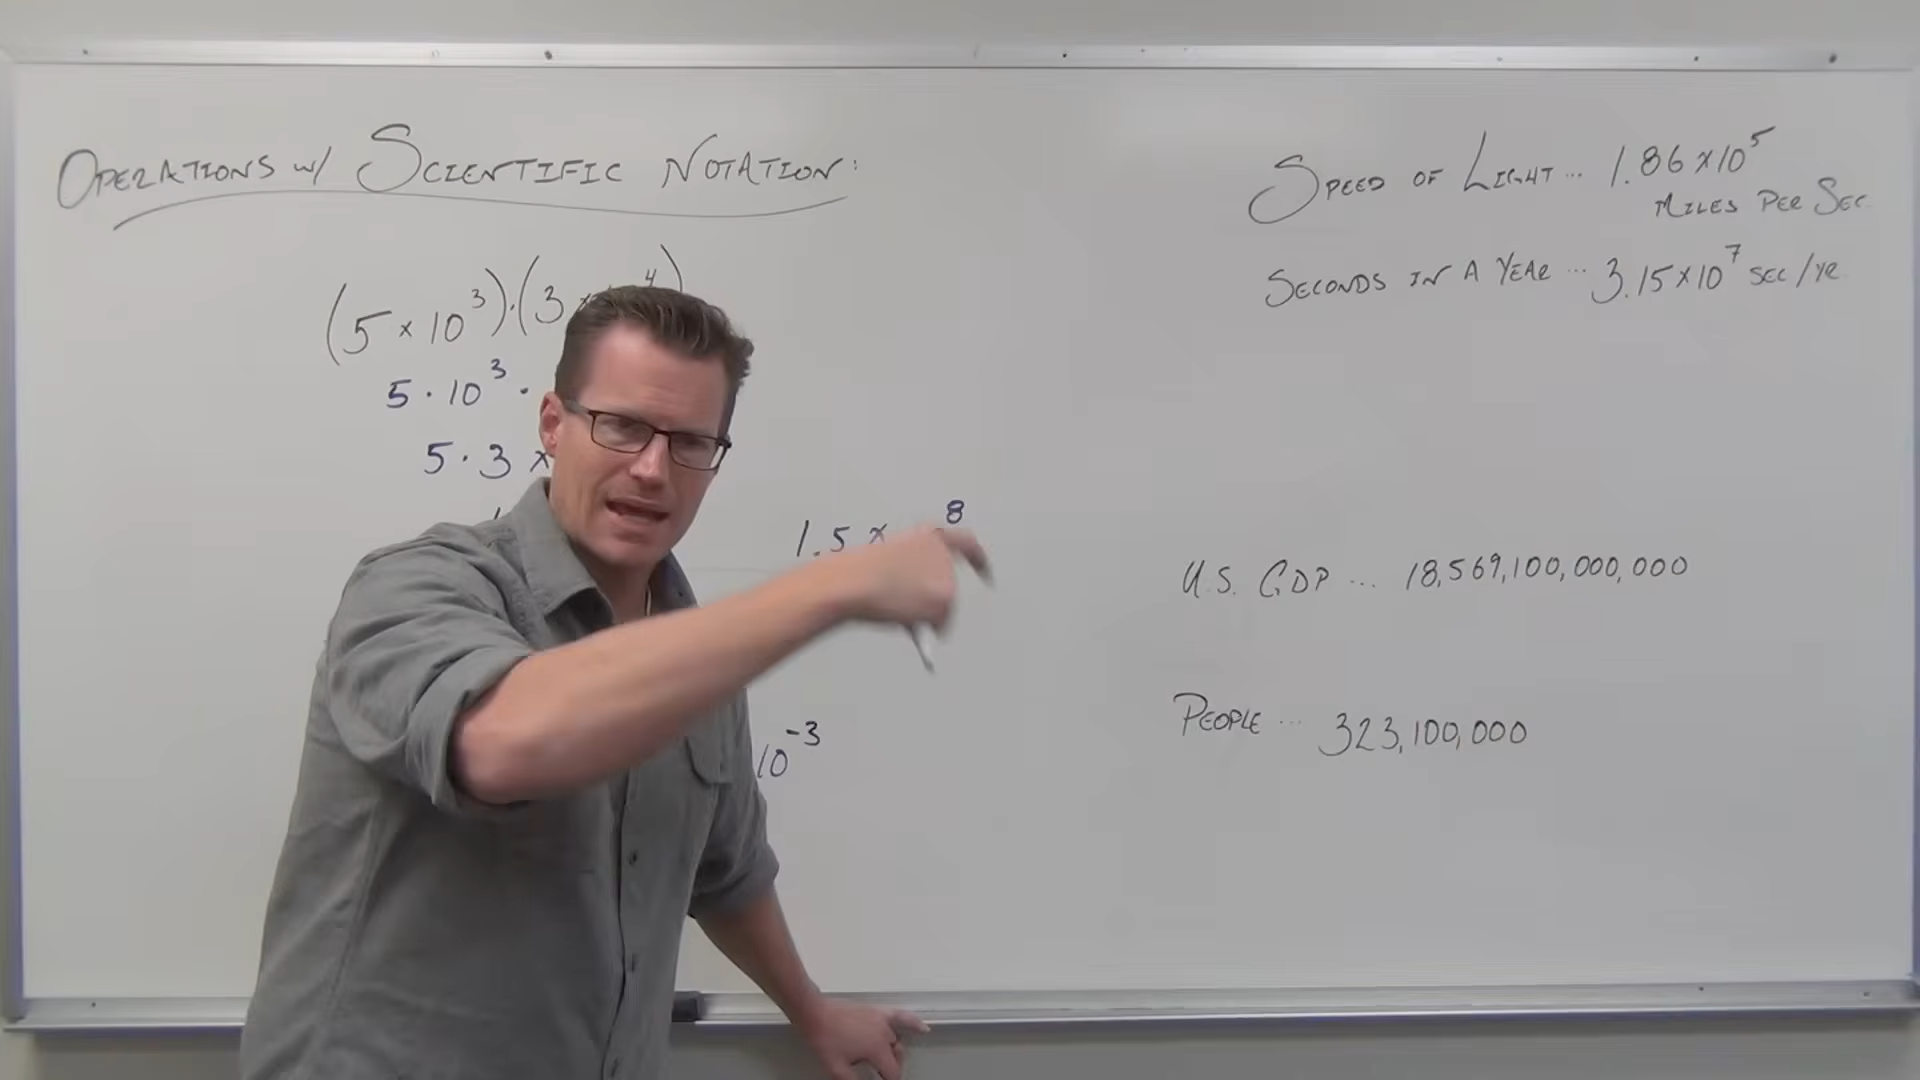 OPERATIONS W/ SCIENTIFIC NOTATION:
(5 × 10³)·(3 × 4)
5 · 10³ ·
5 · 3 ×
1.5 × 8
10⁻³
SPEED OF LIGHT ... 1.86 × 10⁵
MILES PER SEC
SECONDS IN A YEAR ... 3.15 × 10⁷ SEC/YR
U.S. GDP ... 18,569,100,000,000
PEOPLE ... 323,100,000